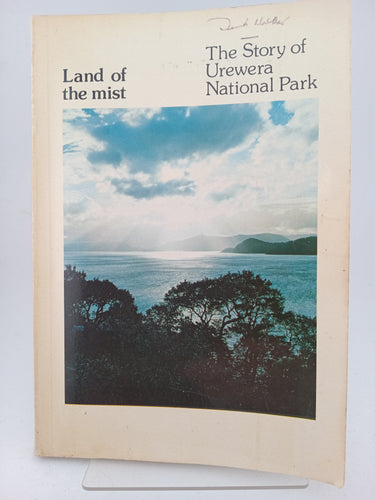 Land of
the mist
The Story of
Urewera
National Park